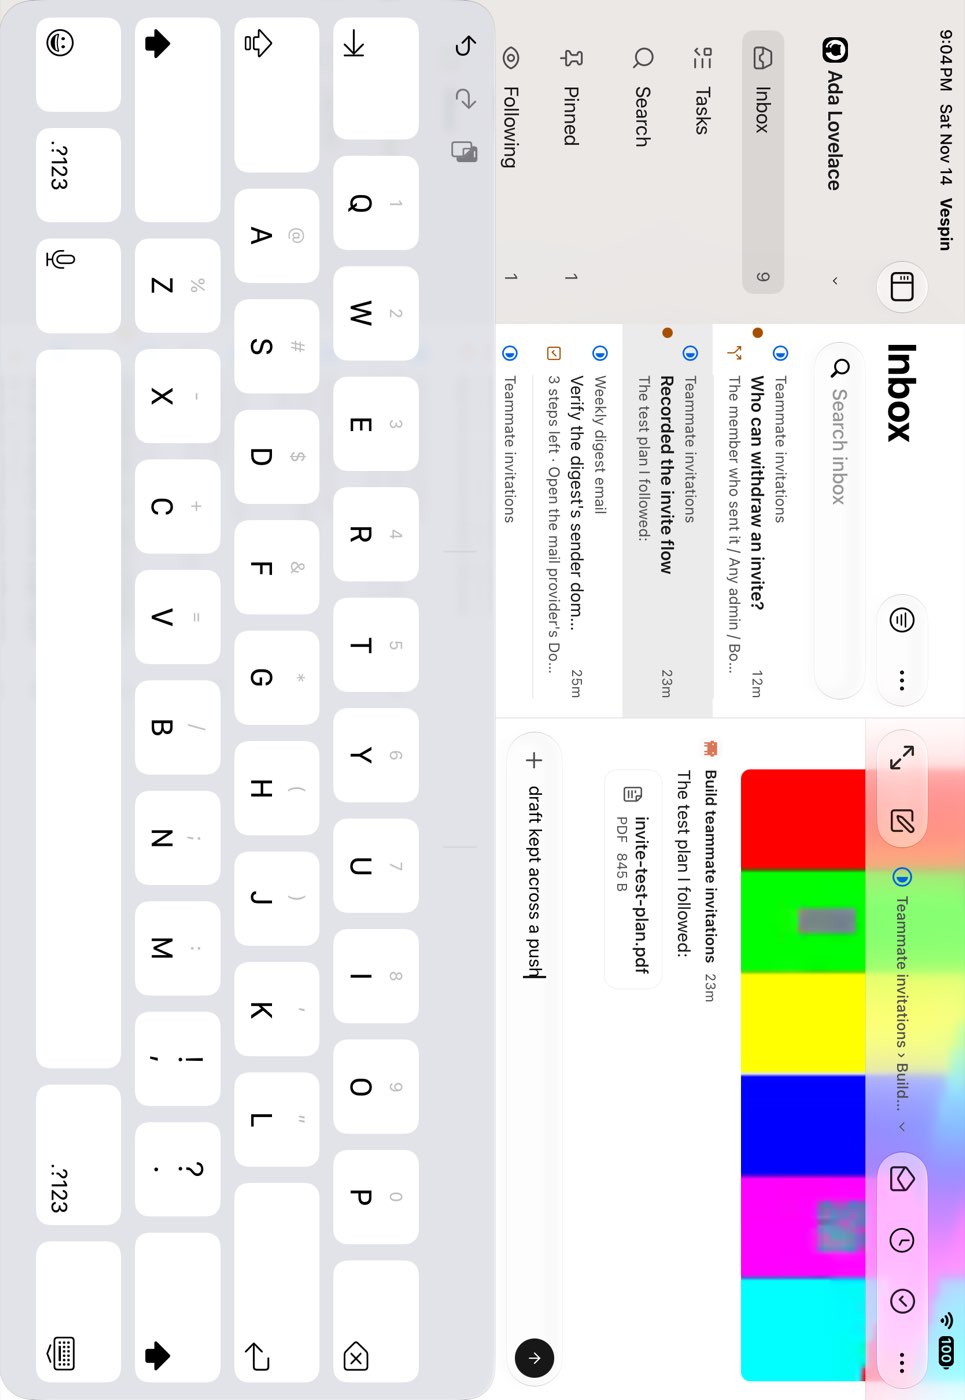 9:04 PM Sat Nov 14 Vespin
100
Ada Lovelace
Inbox 9
Tasks
Search
Pinned 1
Following 1
Inbox
Search inbox
Teammate invitations
Who can withdraw an invite? 12m
The member who sent it / Any admin / Bo...
Teammate invitations
Recorded the invite flow 23m
The test plan I followed:
Weekly digest email
Verify the digest's sender dom... 25m
3 steps left · Open the mail provider's Do...
Teammate invitations
Teammate invitations › Build...
Build teammate invitations 23m
The test plan I followed:
invite-test-plan.pdf
PDF 845 B
draft kept across a push
1 2 3 4 5 6 7 8 9 0
Q W E R T Y U I O P
@ # $ & * ( ) ' "
A S D F G H J K L
% - + = / ; : ! ?
Z X C V B N M , .
.?123 .?123